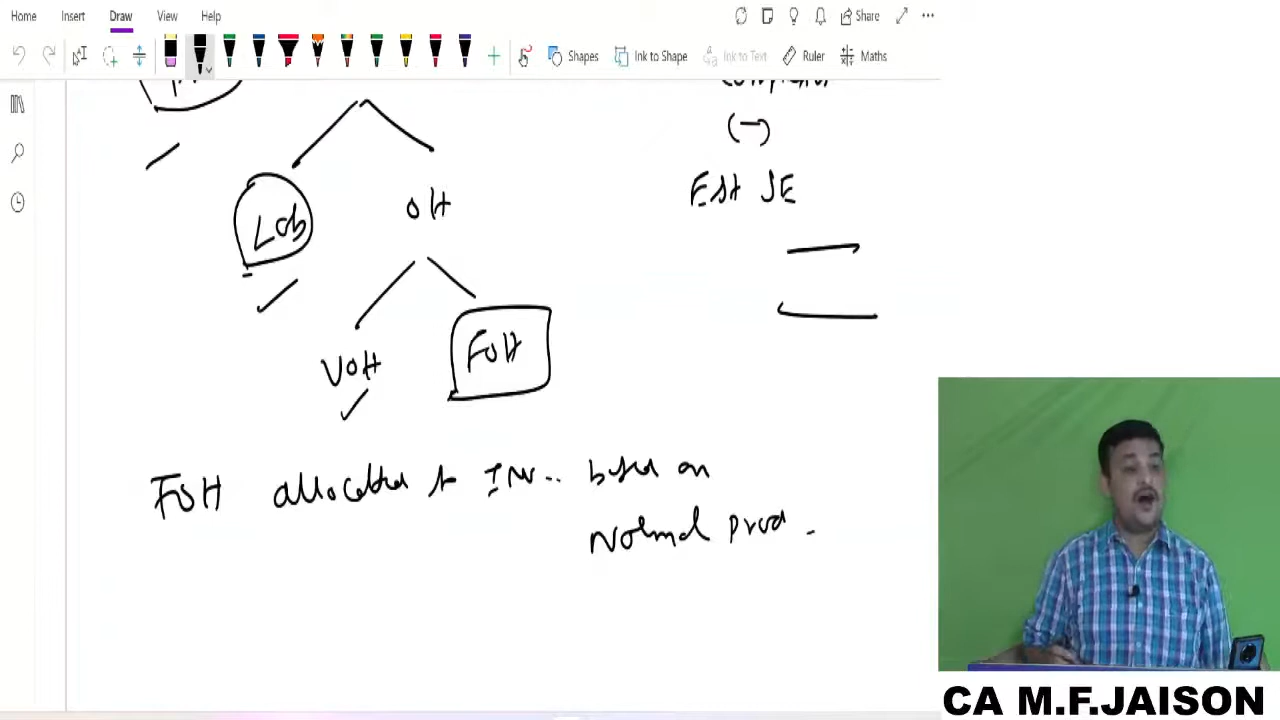 Home Insert Draw View Help Share
Shapes Ink to Shape Ink to Text Ruler Maths
(-)
Est SE
Lab
OH
VOH
FOH
FOH allocated to Inv.. based on
Normal Prod.
CA M.F.JAISON